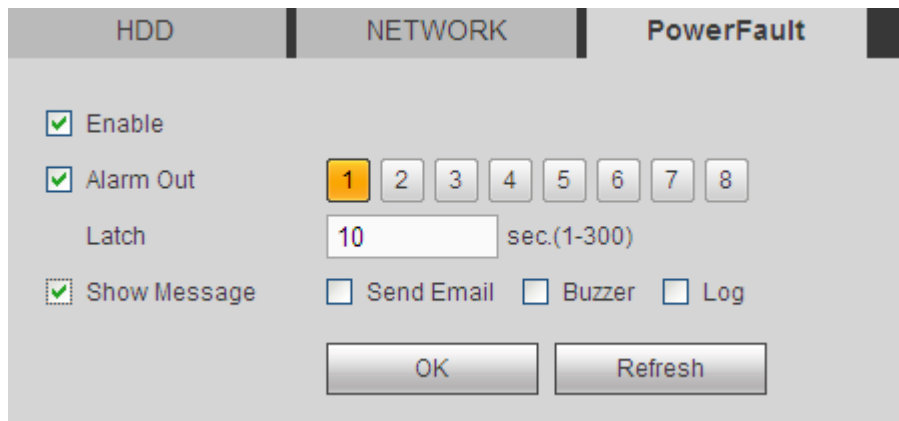 HDD NETWORK PowerFault
Enable
Alarm Out 1 2 3 4 5 6 7 8
Latch 10 sec.(1-300)
Show Message Send Email Buzzer Log
OK Refresh